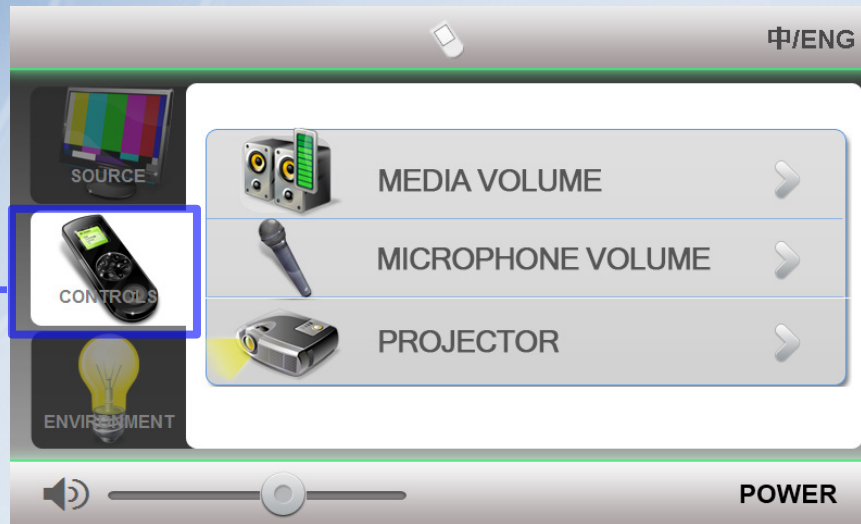 中/ENG
SOURCE
MEDIA VOLUME
MICROPHONE VOLUME
CONTROLS
PROJECTOR
ENVIRONMENT
POWER